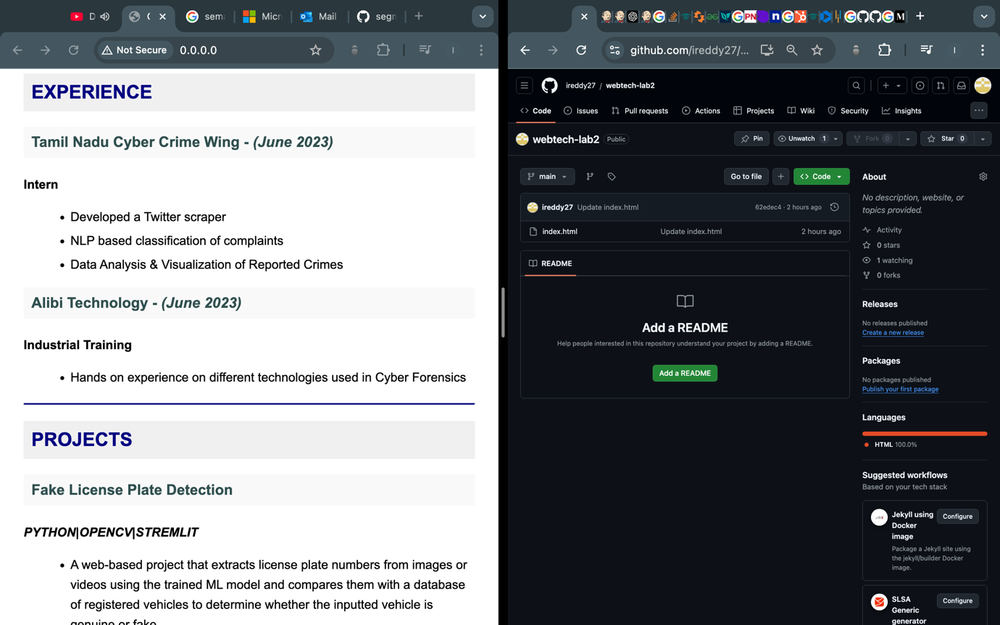 D
(
sem
Micr
Mail
segn
Not Secure
0.0.0.0
I
EXPERIENCE
Tamil Nadu Cyber Crime Wing - (June 2023)
Intern
• Developed a Twitter scraper
• NLP based classification of complaints
• Data Analysis & Visualization of Reported Crimes
Alibi Technology - (June 2023)
Industrial Training
• Hands on experience on different technologies used in Cyber Forensics
PROJECTS
Fake License Plate Detection
PYTHON|OPENCV|STREMLIT
• A web-based project that extracts license plate numbers from images or
videos using the trained ML model and compares them with a database
of registered vehicles to determine whether the inputted vehicle is
genuine or fake
PN
n
M
github.com/ireddy27/...
I
ireddy27 / webtech-lab2
Code
Issues
Pull requests
Actions
Projects
Wiki
Security
Insights
webtech-lab2
Public
Pin
Unwatch 1
Fork 0
Star 0
main
Go to file
Code
ireddy27 Update index.html
62edec4 · 2 hours ago
index.html
Update index.html
2 hours ago
README
Add a README
Help people interested in this repository understand your project by adding a README.
Add a README
About
No description, website, or
topics provided.
Activity
0 stars
1 watching
0 forks
Releases
No releases published
Create a new release
Packages
No packages published
Publish your first package
Languages
HTML 100.0%
Suggested workflows
Based on your tech stack
Jekyll using
Docker
image
Configure
Package a Jekyll site using
the jekyll/builder Docker
image.
SLSA
Generic
generator
Configure